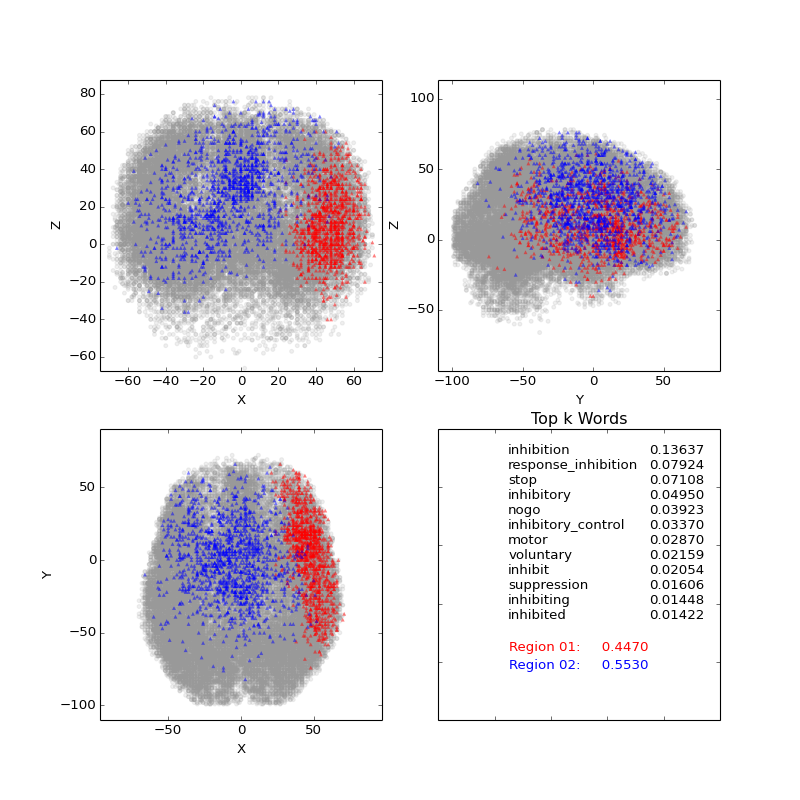 80
60
40
20
0
−20
−40
−60
Z
−60 −40 −20 0 20 40 60
X
100
50
0
−50
Z
−100 −50 0 50
Y
50
0
−50
−100
Y
−50 0 50
X
Top k Words
inhibition 0.13637
response_inhibition 0.07924
stop 0.07108
inhibitory 0.04950
nogo 0.03923
inhibitory_control 0.03370
motor 0.02870
voluntary 0.02159
inhibit 0.02054
suppression 0.01606
inhibiting 0.01448
inhibited 0.01422
Region 01: 0.4470
Region 02: 0.5530